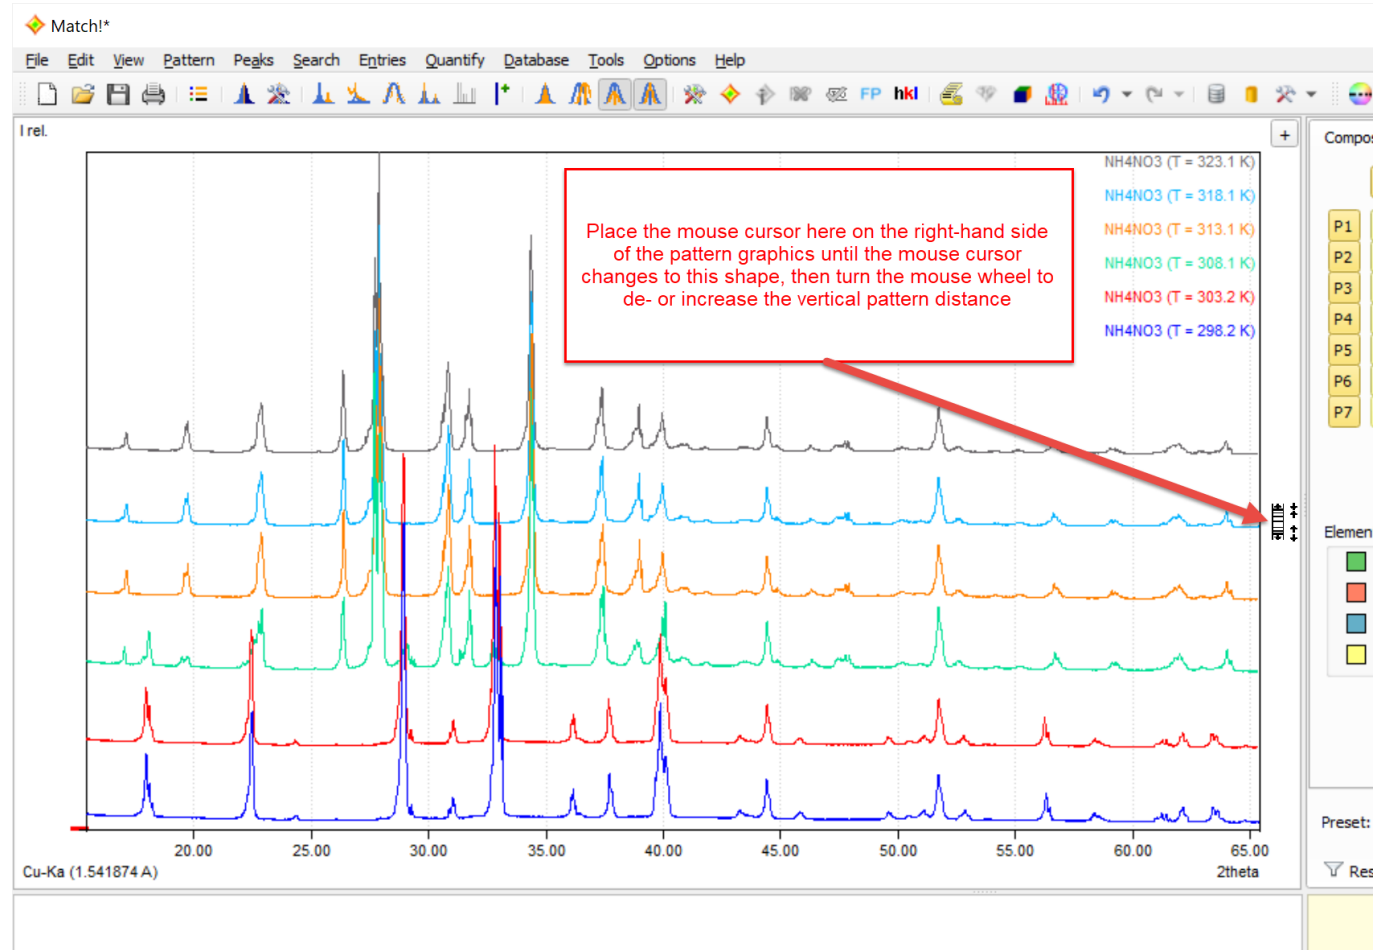 Match!*
File Edit View Pattern Peaks Search Entries Quantify Database Tools Options Help
FP hkl
I rel.
+
Compos
NH4NO3 (T = 323.1 K)
NH4NO3 (T = 318.1 K)
NH4NO3 (T = 313.1 K)
NH4NO3 (T = 308.1 K)
NH4NO3 (T = 303.2 K)
NH4NO3 (T = 298.2 K)
Place the mouse cursor here on the right-hand side
of the pattern graphics until the mouse cursor
changes to this shape, then turn the mouse wheel to
de- or increase the vertical pattern distance
P1
P2
P3
P4
P5
P6
P7
Elemen
20.00 25.00 30.00 35.00 40.00 45.00 50.00 55.00 60.00 65.00
Cu-Ka (1.541874 A)
2theta
Preset:
Res